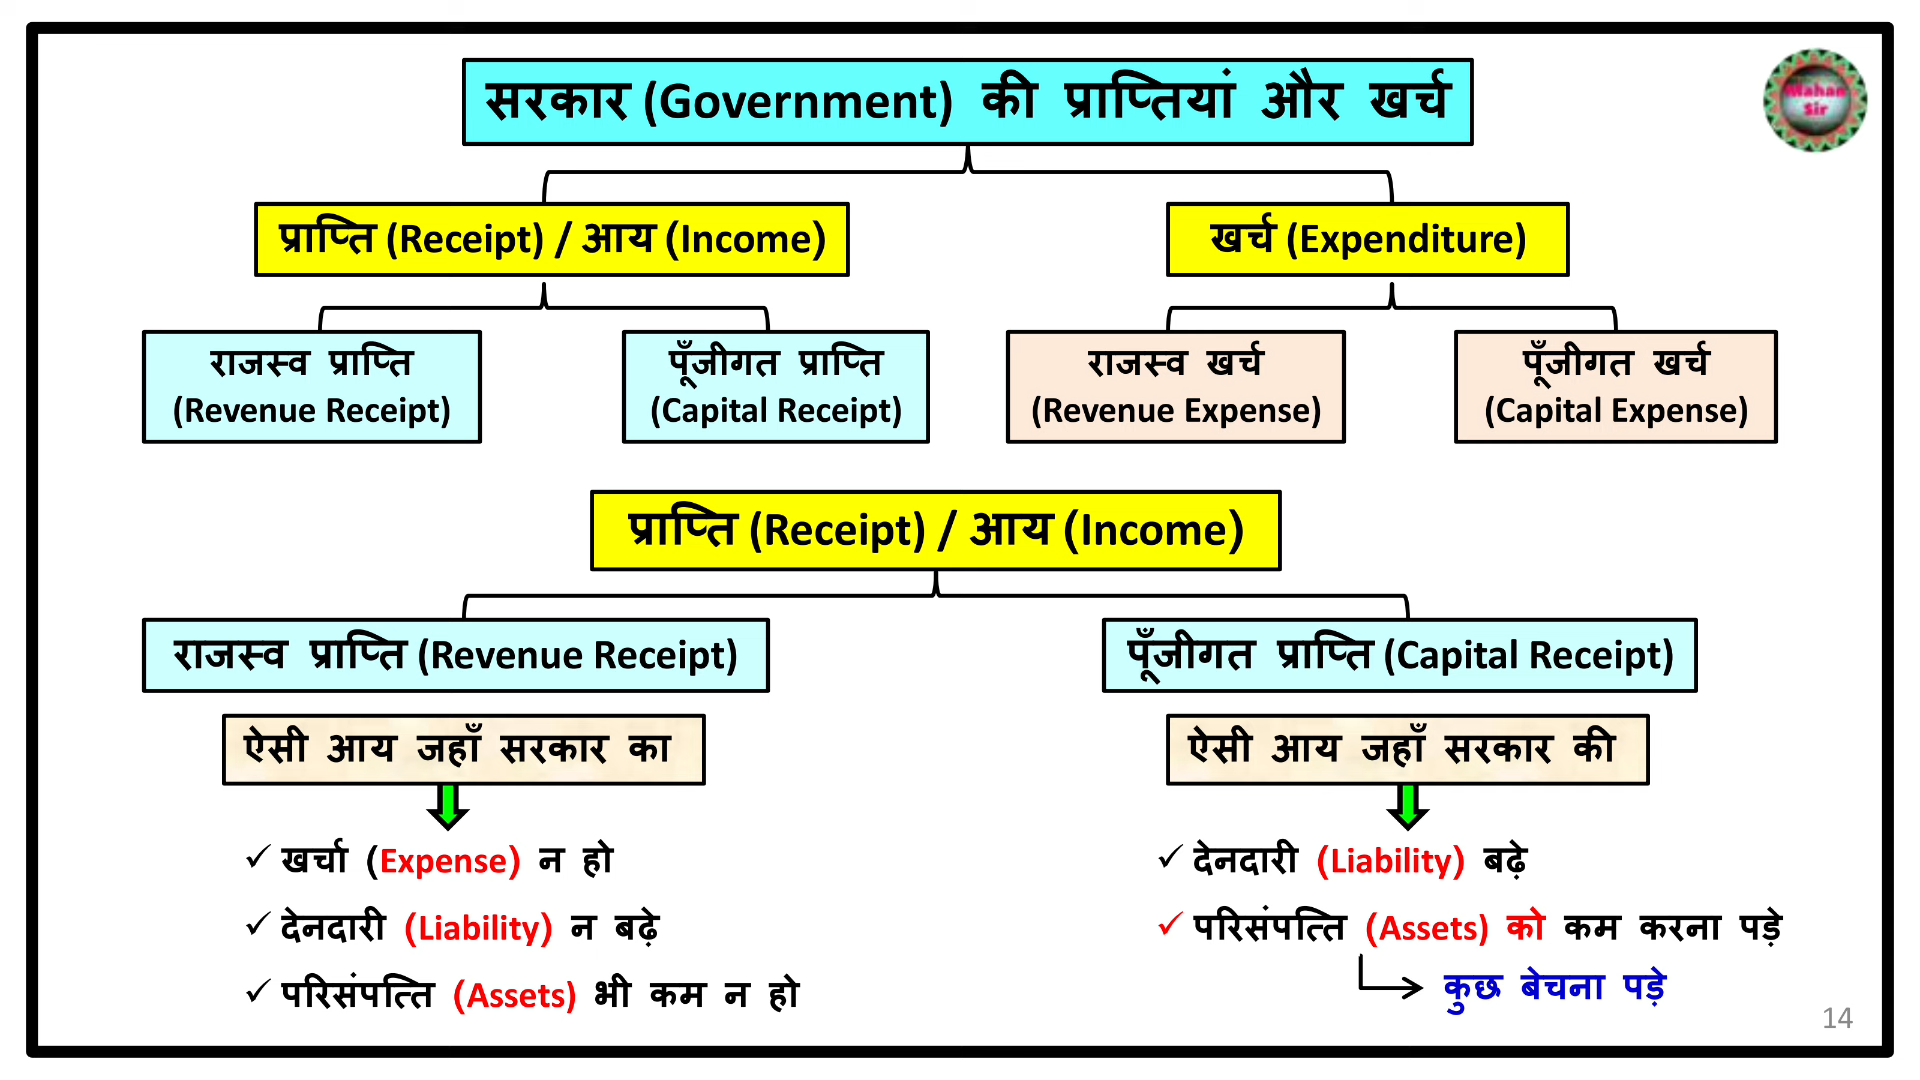 सरकार (Government) की प्राप्तियां और खर्च
Mahan
Sir
प्राप्ति (Receipt) / आय (Income)
खर्च (Expenditure)
राजस्व प्राप्ति
(Revenue Receipt)
पूँजीगत प्राप्ति
(Capital Receipt)
राजस्व खर्च
(Revenue Expense)
पूँजीगत खर्च
(Capital Expense)
प्राप्ति (Receipt) / आय (Income)
राजस्व प्राप्ति (Revenue Receipt)
पूँजीगत प्राप्ति (Capital Receipt)
ऐसी आय जहाँ सरकार का
ऐसी आय जहाँ सरकार की
✓ खर्चा (Expense) न हो
✓ देनदारी (Liability) न बढ़े
✓ परिसंपत्ति (Assets) भी कम न हो
✓ देनदारी (Liability) बढ़े
✓ परिसंपत्ति (Assets) को कम करना पड़े
कुछ बेचना पड़े
14